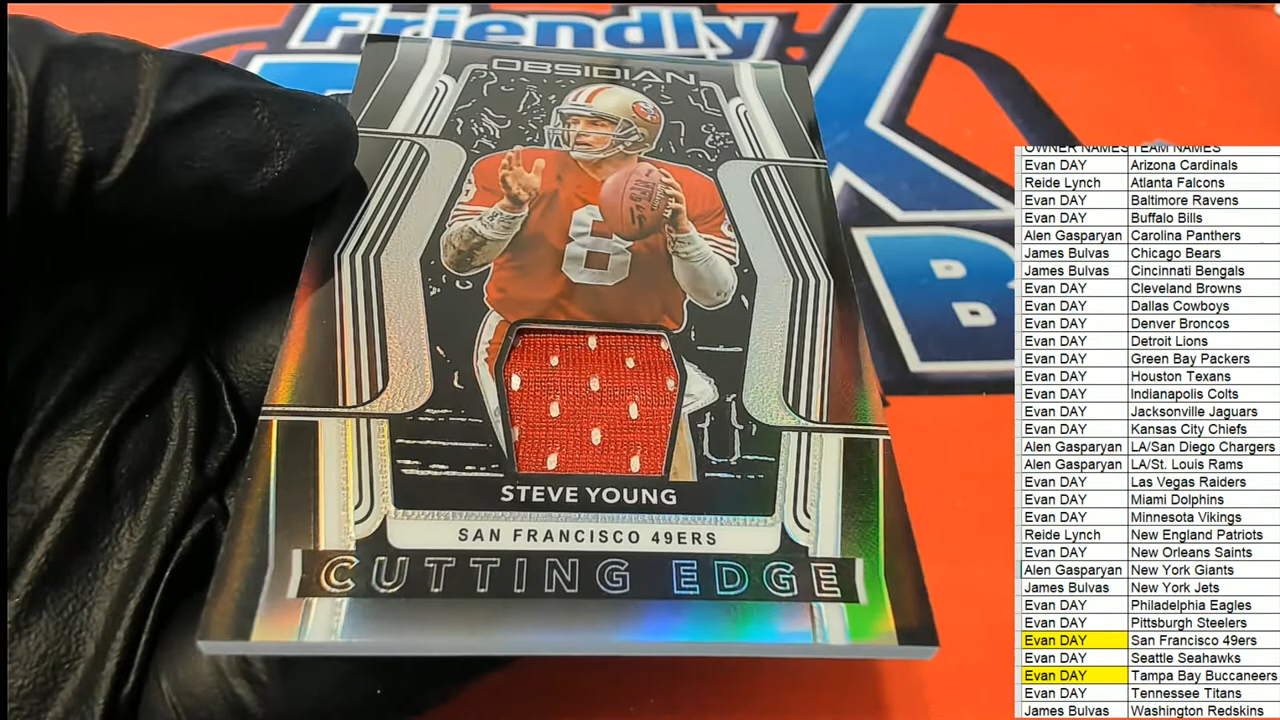 Friendly
OBSIDIAN
6
STEVE YOUNG
SAN FRANCISCO 49ERS
CUTTING EDGE
OWNER NAMES TEAM NAMES
Evan DAY Arizona Cardinals
Reide Lynch Atlanta Falcons
Evan DAY Baltimore Ravens
Evan DAY Buffalo Bills
Alen Gasparyan Carolina Panthers
James Bulvas Chicago Bears
James Bulvas Cincinnati Bengals
Evan DAY Cleveland Browns
Evan DAY Dallas Cowboys
Evan DAY Denver Broncos
Evan DAY Detroit Lions
Evan DAY Green Bay Packers
Evan DAY Houston Texans
Evan DAY Indianapolis Colts
Evan DAY Jacksonville Jaguars
Evan DAY Kansas City Chiefs
Alen Gasparyan LA/San Diego Chargers
Alen Gasparyan LA/St. Louis Rams
Evan DAY Las Vegas Raiders
Evan DAY Miami Dolphins
Evan DAY Minnesota Vikings
Reide Lynch New England Patriots
Evan DAY New Orleans Saints
Alen Gasparyan New York Giants
James Bulvas New York Jets
Evan DAY Philadelphia Eagles
Evan DAY Pittsburgh Steelers
Evan DAY San Francisco 49ers
Evan DAY Seattle Seahawks
Evan DAY Tampa Bay Buccaneers
Evan DAY Tennessee Titans
James Bulvas Washington Redskins